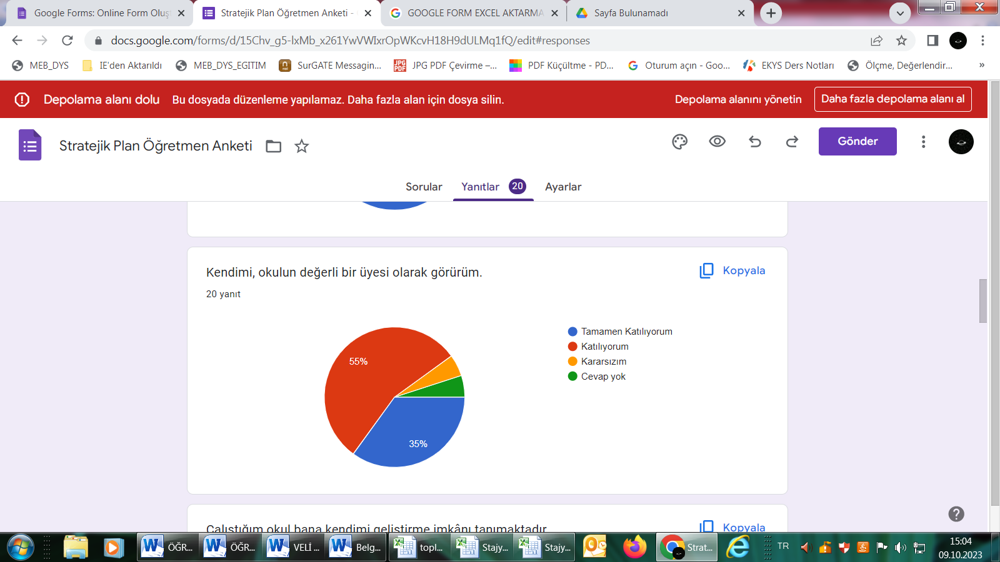 Google Forms: Online Form Oluşt
Stratejik Plan Öğretmen Anketi -
GOOGLE FORM EXCEL AKTARMA
Sayfa Bulunamadı
docs.google.com/forms/d/15Chv_g5-lxMb_x261YwVWIxrOpWKcvH18H9dULMq1fQ/edit#responses
MEB_DYS
IE'den Aktarıldı
MEB_DYS_EGITIM
SurGATE Messagin...
JPG PDF Çevirme –...
PDF Küçültme - PD...
Oturum açın - Goo...
EKYS Ders Notları
Ölçme, Değerlendir...
»
Depolama alanı dolu
Bu dosyada düzenleme yapılamaz. Daha fazla alan için dosya silin.
Depolama alanını yönetin
Daha fazla depolama alanı al
Stratejik Plan Öğretmen Anketi
Gönder
Sorular
Yanıtlar 20
Ayarlar
Kendimi, okulun değerli bir üyesi olarak görürüm.
Kopyala
20 yanıt
Tamamen Katılıyorum
Katılıyorum
Kararsızım
Cevap yok
55%
35%
Çalıştığım okul bana kendimi geliştirme imkânı tanımaktadır.
Kopyala
ÖĞR...
ÖĞR...
VELİ ...
Belg...
topl...
Stajy...
Stajy...
Strat...
TR
15:04
09.10.2023